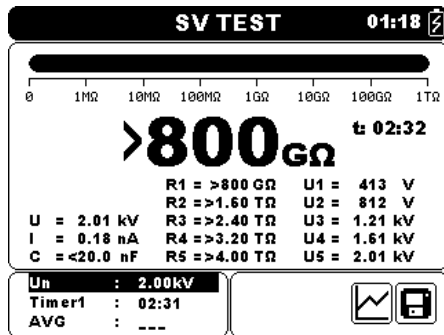 SV TEST 01:18
0 1MΩ 10MΩ 100MΩ 1GΩ 10GΩ 100GΩ 1TΩ
>800GΩ t: 02:32
R1 = >800 GΩ U1 = 413 V
R2 =>1.60 TΩ U2 = 812 V
U = 2.01 kV R3 =>2.40 TΩ U3 = 1.21 kV
I = 0.18 nA R4 =>3.20 TΩ U4 = 1.61 kV
C =<20.0 nF R5 =>4.00 TΩ U5 = 2.01 kV
Un : 2.00kV
Timer1 : 02:31
AVG : ---